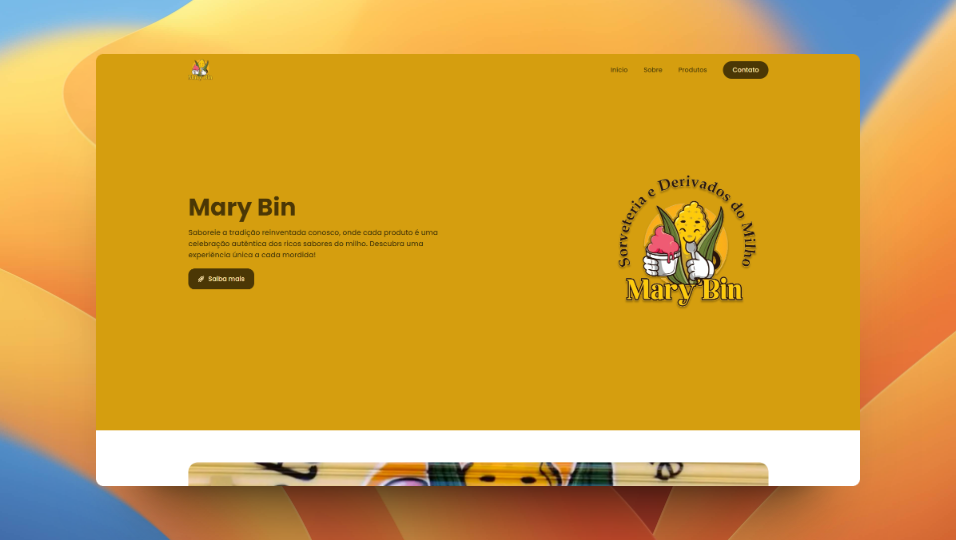 Início Sobre Produtos Contato
Mary Bin
Saboreie a tradição reinventada conosco, onde cada produto é uma
celebração autêntica dos ricos sabores do milho. Descubra uma
experiência única a cada mordida!
Saiba mais
Sorveteria e Derivados do Milho
Mary Bin